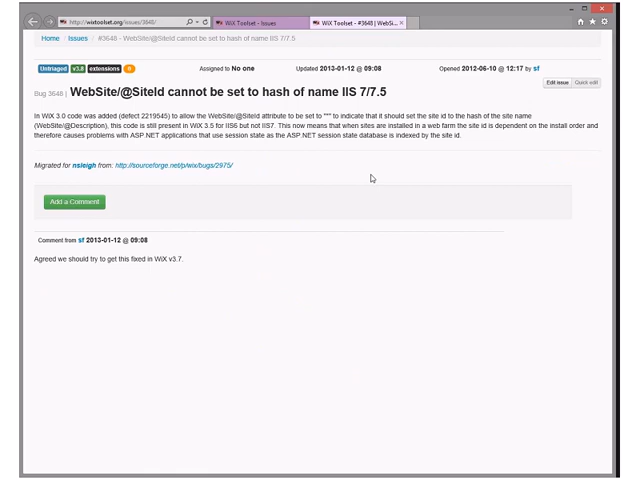 http://wixtoolset.org/issues/3648/
WiX Toolset - Issues
WiX Toolset - #3648 | WebSi...
Home / Issues / #3648 - WebSite/@SiteId cannot be set to hash of name IIS 7/7.5
Untriaged v3.8 extensions 0 Assigned to No one Updated 2013-01-12 @ 09:08 Opened 2012-06-10 @ 12:17 by sf
Edit issue Quick edit
Bug 3648 | WebSite/@SiteId cannot be set to hash of name IIS 7/7.5
In WiX 3.0 code was added (defect 2219545) to allow the WebSite/@SiteId attribute to be set to "*" to indicate that it should set the site id to the hash of the site name
(WebSite/@Description), this code is still present in WiX 3.5 for IIS6 but not IIS7. This now means that when sites are installed in a web farm the site id is dependent on the install order and
therefore causes problems with ASP.NET applications that use session state as the ASP.NET session state database is indexed by the site id.
Migrated for nsleigh from: http://sourceforge.net/p/wix/bugs/2975/
Add a Comment
Comment from sf 2013-01-12 @ 09:08
Agreed we should try to get this fixed in WiX v3.7.